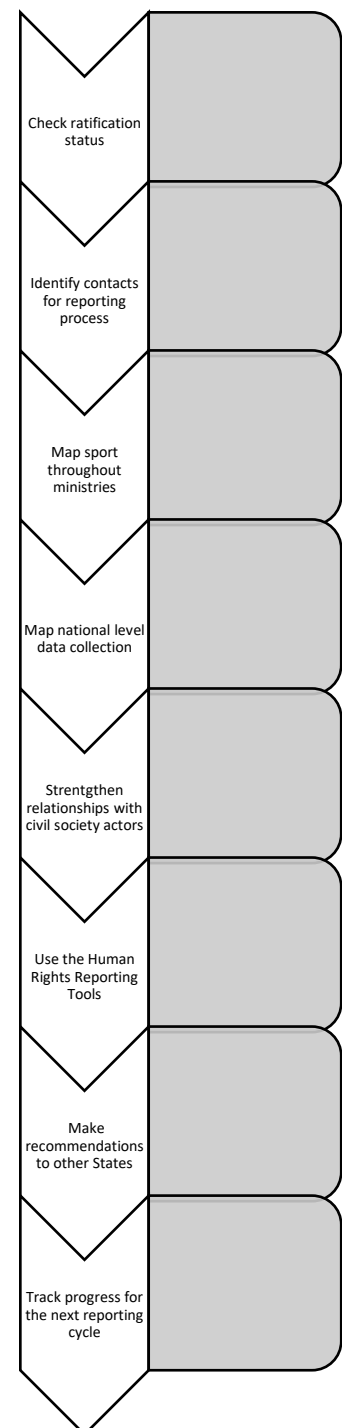 Check ratification
status
Identify contacts
for reporting
process
Map sport
throughout
ministries
Map national level
data collection
Strentgthen
relationships with
civil society actors
Use the Human
Rights Reporting
Tools
Make
recommendations
to other States
Track progress for
the next reporting
cycle